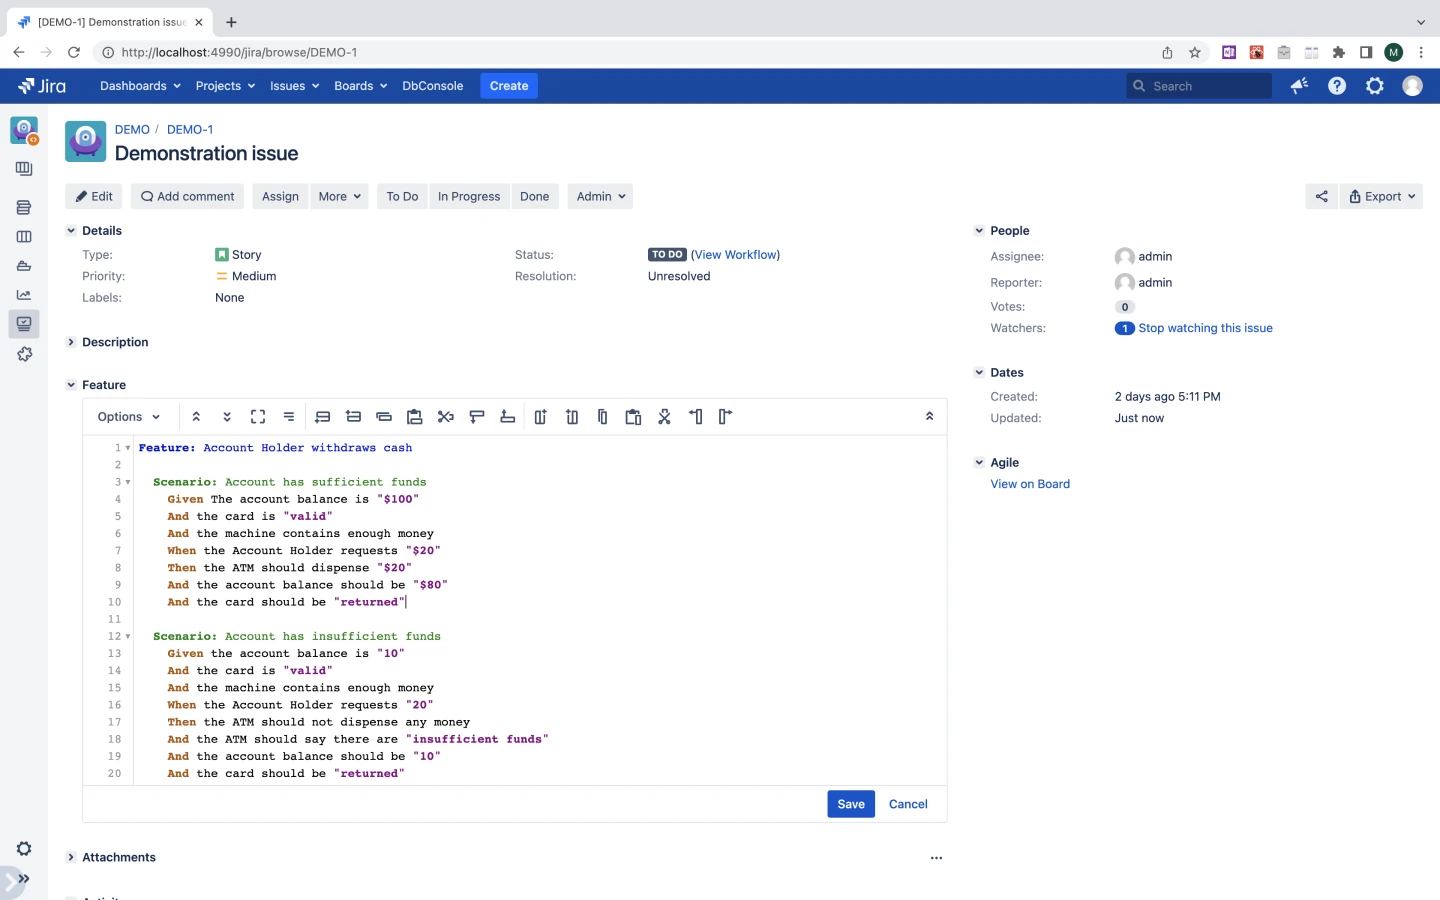 [DEMO-1] Demonstration issue
http://localhost:4990/jira/browse/DEMO-1
M
Jira
Dashboards
Projects
Issues
Boards
DbConsole
Create
Search
DEMO / DEMO-1
Demonstration issue
Edit
Add comment
Assign
More
To Do
In Progress
Done
Admin
Export
Details
Type: Story
Status: TO DO (View Workflow)
Priority: Medium
Resolution: Unresolved
Labels: None
Description
Feature
Options
1 Feature: Account Holder withdraws cash
2
3 Scenario: Account has sufficient funds
4 Given The account balance is "$100"
5 And the card is "valid"
6 And the machine contains enough money
7 When the Account Holder requests "$20"
8 Then the ATM should dispense "$20"
9 And the account balance should be "$80"
10 And the card should be "returned"
11
12 Scenario: Account has insufficient funds
13 Given the account balance is "10"
14 And the card is "valid"
15 And the machine contains enough money
16 When the Account Holder requests "20"
17 Then the ATM should not dispense any money
18 And the ATM should say there are "insufficient funds"
19 And the account balance should be "10"
20 And the card should be "returned"
Save
Cancel
Attachments
People
Assignee: admin
Reporter: admin
Votes: 0
Watchers: 1 Stop watching this issue
Dates
Created: 2 days ago 5:11 PM
Updated: Just now
Agile
View on Board